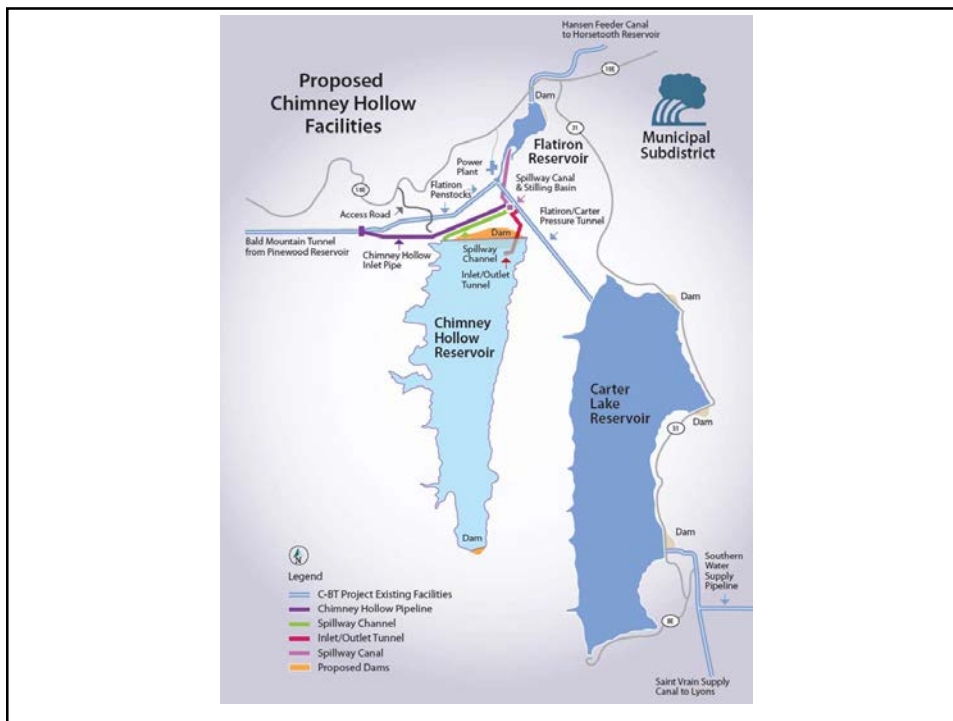 Hansen Feeder Canal
to Horsetooth Reservoir
18E
Proposed
Chimney Hollow
Facilities
Dam
31
Municipal
Subdistrict
Flatiron
Reservoir
Power
Plant
Spillway Canal
& Stilling Basin
Flatiron
Penstocks
18E
Access Road
Flatiron/Carter
Pressure Tunnel
Bald Mountain Tunnel
from Pinewood Reservoir
Dam
Chimney Hollow
Inlet Pipe
Spillway
Channel
Inlet/Outlet
Tunnel
Dam
Chimney
Hollow
Reservoir
Carter
Lake
Reservoir
Dam
31
Dam
Dam
Southern
Water
Supply
Pipeline
N
Legend
C-BT Project Existing Facilities
Chimney Hollow Pipeline
Spillway Channel
Inlet/Outlet Tunnel
Spillway Canal
Proposed Dams
8E
Saint Vrain Supply
Canal to Lyons